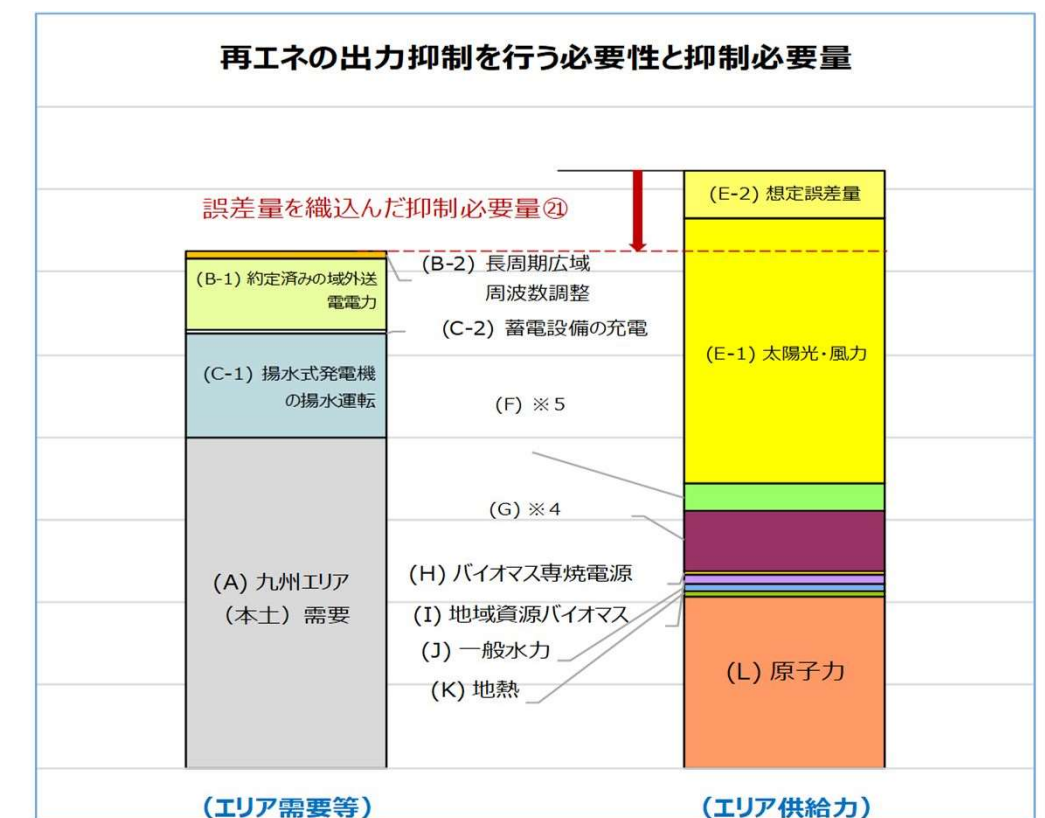 再エネの出力抑制を行う必要性と抑制必要量
(E-2) 想定誤差量
誤差量を織込んだ抑制必要量㉑
(B-2) 長周期広域
周波数調整
(B-1) 約定済みの域外送
電電力
(C-2) 蓄電設備の充電
(E-1) 太陽光・風力
(C-1) 揚水式発電機
の揚水運転
(F) ※5
(G) ※4
(H) バイオマス専焼電源
(A) 九州エリア
(本土)需要
(I) 地域資源バイオマス
(J) 一般水力
(K) 地熱
(L) 原子力
(エリア需要等)
(エリア供給力)